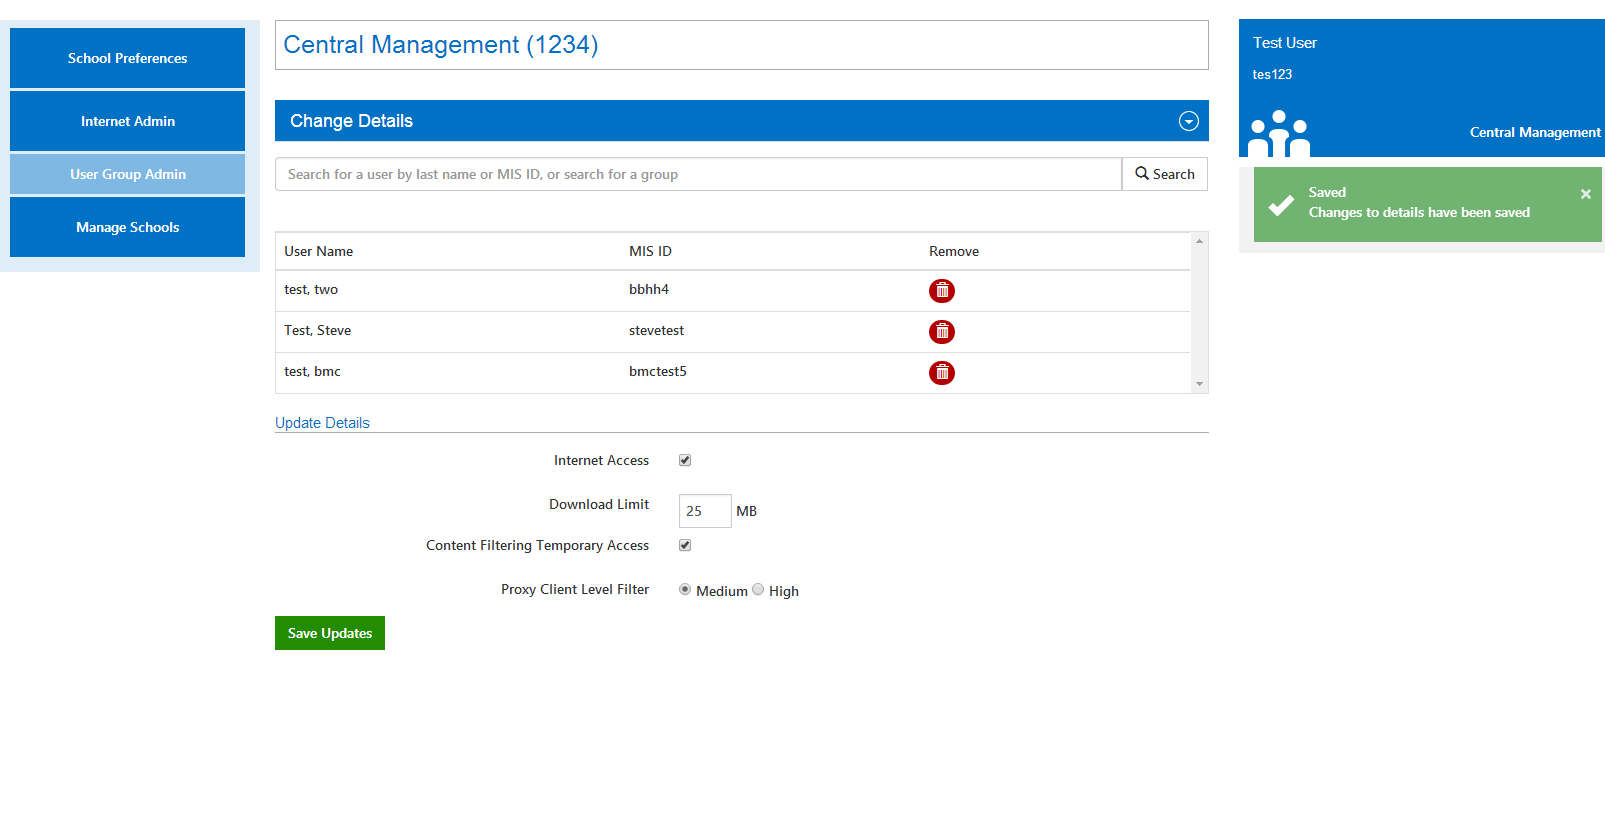 School Preferences
Internet Admin
User Group Admin
Manage Schools
Central Management (1234)
Change Details
Search for a user by last name or MIS ID, or search for a group
Search
User Name MIS ID Remove
test, two bbhh4
Test, Steve stevetest
test, bmc bmctest5
Update Details
Internet Access
Download Limit 25 MB
Content Filtering Temporary Access
Proxy Client Level Filter Medium High
Save Updates
Test User
tes123
Central Management
Saved
Changes to details have been saved